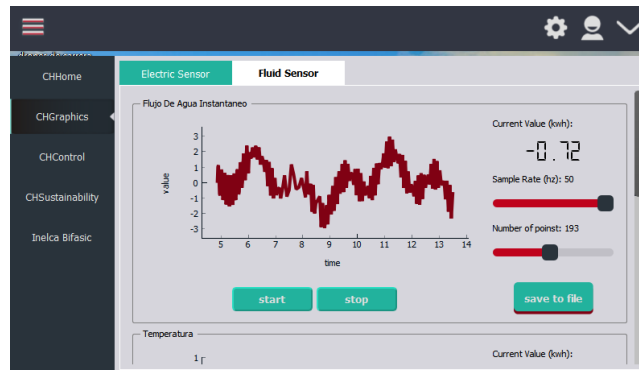 CHHome
CHGraphics
CHControl
CHSustainability
Inelca Bifasic
Electric Sensor
Fluid Sensor
Flujo De Agua Instantaneo
value
3
2
1
0
-1
-2
-3
5 6 7 8 9 10 11 12 13 14
time
start
stop
Current Value (kwh):
-0.72
Sample Rate (hz): 50
Number of poinst: 193
save to file
Temperatura
1
Current Value (kwh):